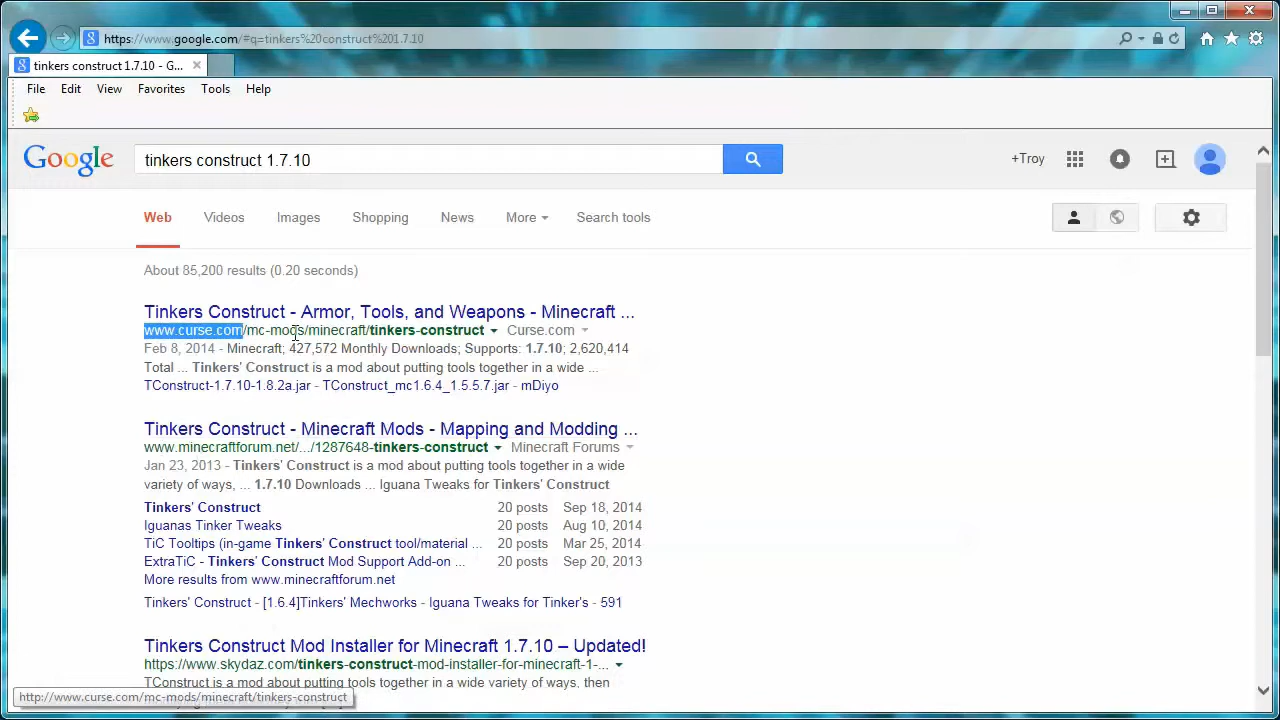 https://www.google.com/#q=tinkers%20construct%201.7.10
tinkers construct 1.7.10 - G...
File Edit View Favorites Tools Help
Google
tinkers construct 1.7.10
+Troy
Web Videos Images Shopping News More Search tools
About 85,200 results (0.20 seconds)
Tinkers Construct - Armor, Tools, and Weapons - Minecraft ...
www.curse.com/mc-mods/minecraft/tinkers-construct Curse.com
Feb 8, 2014 - Minecraft; 427,572 Monthly Downloads; Supports: 1.7.10; 2,620,414
Total ... Tinkers' Construct is a mod about putting tools together in a wide ...
TConstruct-1.7.10-1.8.2a.jar - TConstruct_mc1.6.4_1.5.5.7.jar - mDiyo
Tinkers' Construct - Minecraft Mods - Mapping and Modding ...
www.minecraftforum.net/.../1287648-tinkers-construct Minecraft Forums
Jan 23, 2013 - Tinkers' Construct is a mod about putting tools together in a wide
variety of ways, ... 1.7.10 Downloads ... Iguana Tweaks for Tinkers' Construct
Tinkers' Construct 20 posts Sep 18, 2014
Iguanas Tinker Tweaks 20 posts Aug 10, 2014
TiC Tooltips (in-game Tinkers' Construct tool/material ... 20 posts Mar 25, 2014
ExtraTiC - Tinkers' Construct Mod Support Add-on ... 20 posts Sep 20, 2013
More results from www.minecraftforum.net
Tinkers' Construct - [1.6.4]Tinkers' Mechworks - Iguana Tweaks for Tinker's - 591
Tinkers Construct Mod Installer for Minecraft 1.7.10 – Updated!
https://www.skydaz.com/tinkers-construct-mod-installer-for-minecraft-1-...
TConstruct is a mod about putting tools together in a wide variety of ways, then
http://www.curse.com/mc-mods/minecraft/tinkers-construct